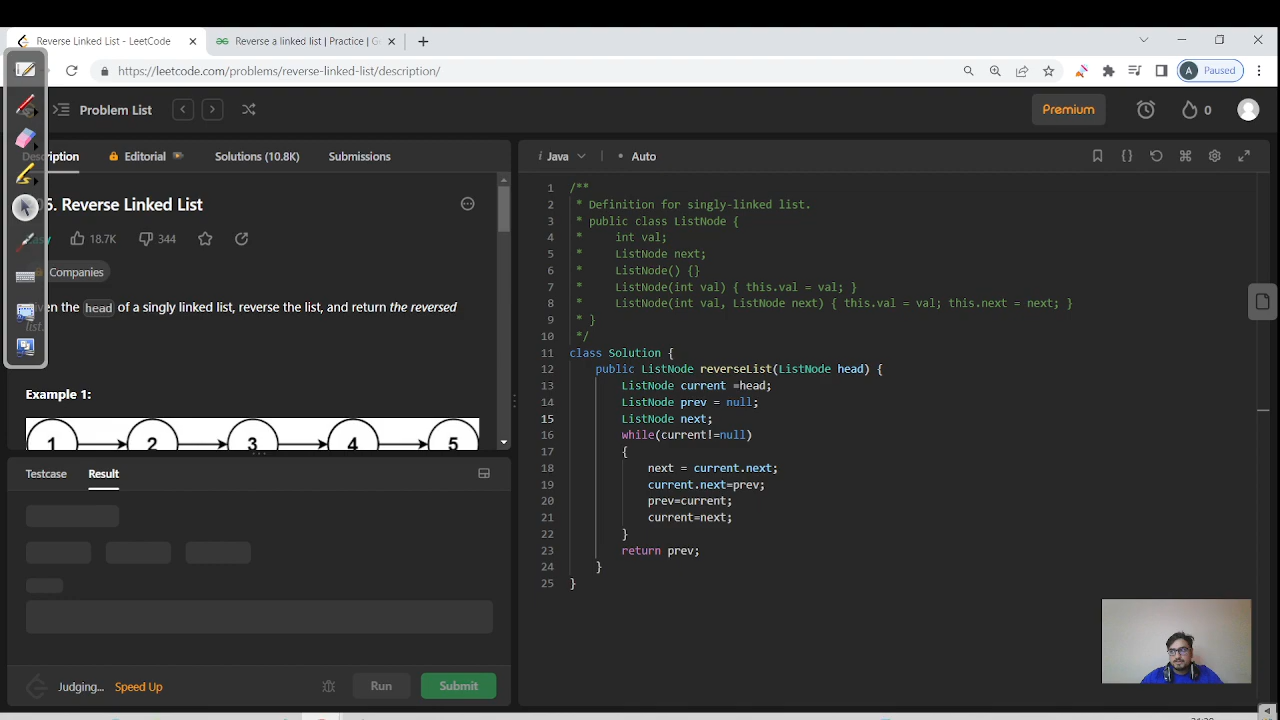 Reverse Linked List - LeetCode
Reverse a linked list | Practice | G
https://leetcode.com/problems/reverse-linked-list/description/
A Paused
Problem List
Premium
0
Description
Editorial
Solutions (10.8K)
Submissions
Java
Auto
. Reverse Linked List
18.7K
344
Companies
head of a singly linked list, reverse the list, and return the reversed
list.
Example 1:
1 2 3 4 5
Testcase
Result
Judging...
Speed Up
Run
Submit
1 /**
2 * Definition for singly-linked list.
3 * public class ListNode {
4 * int val;
5 * ListNode next;
6 * ListNode() {}
7 * ListNode(int val) { this.val = val; }
8 * ListNode(int val, ListNode next) { this.val = val; this.next = next; }
9 * }
10 */
11 class Solution {
12 public ListNode reverseList(ListNode head) {
13 ListNode current =head;
14 ListNode prev = null;
15 ListNode next;
16 while(current!=null)
17 {
18 next = current.next;
19 current.next=prev;
20 prev=current;
21 current=next;
22 }
23 return prev;
24 }
25 }